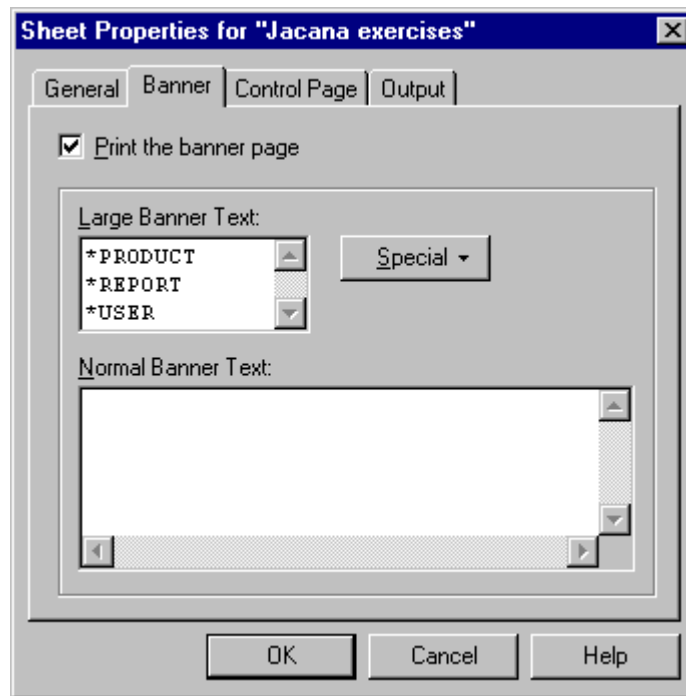 Sheet Properties for "Jacana exercises"
General Banner Control Page Output
Print the banner page
Large Banner Text:
*PRODUCT
*REPORT
*USER
Special
Normal Banner Text:
OK Cancel Help